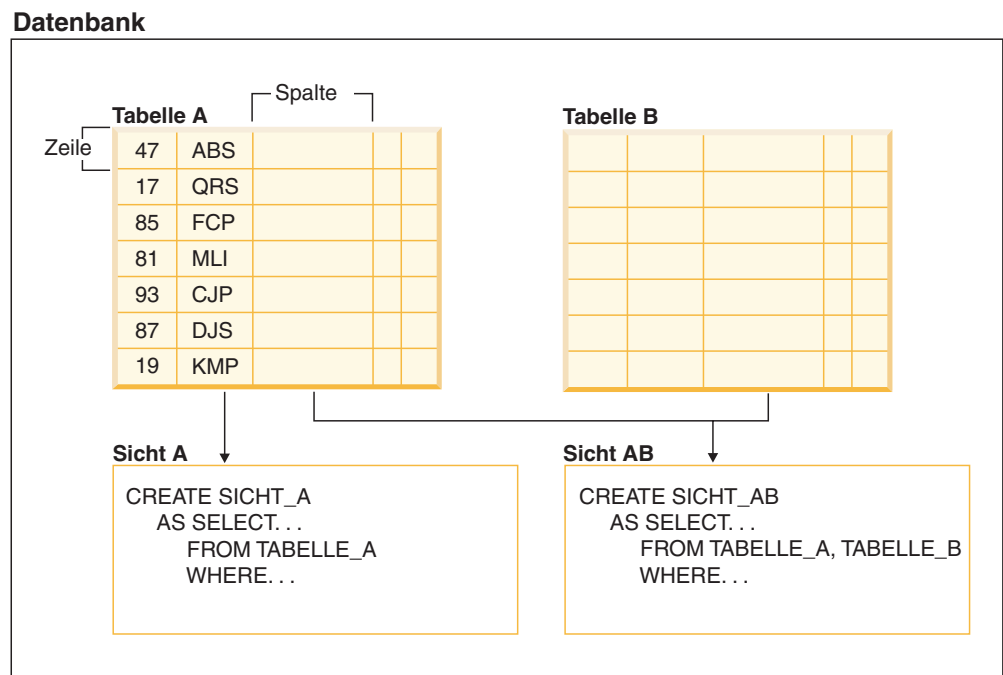 Datenbank
Spalte
Tabelle A
Tabelle B
Zeile
47 ABS
17 QRS
85 FCP
81 MLI
93 CJP
87 DJS
19 KMP
Sicht A
CREATE SICHT_A
AS SELECT. . .
FROM TABELLE_A
WHERE. . .
Sicht AB
CREATE SICHT_AB
AS SELECT. . .
FROM TABELLE_A, TABELLE_B
WHERE. . .